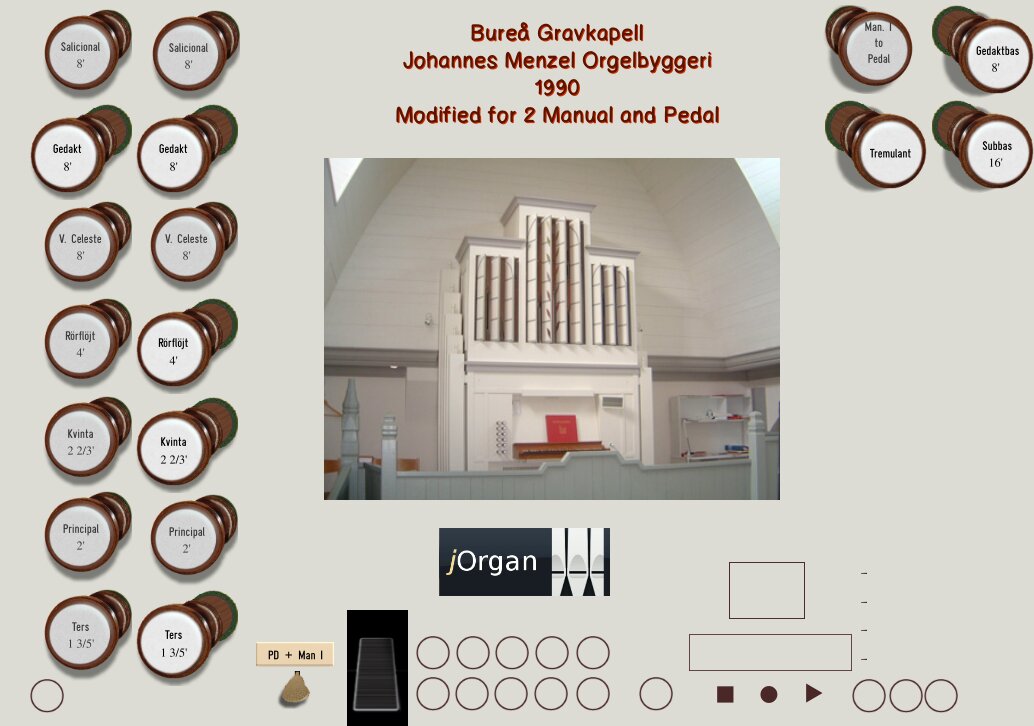 Bureå Gravkapell
Johannes Menzel Orgelbyggeri
1990
Modified for 2 Manual and Pedal
Salicional
8'
Salicional
8'
Man. I
to
Pedal
Gedaktbas
8'
Gedakt
8'
Gedakt
8'
Tremulant
Subbas
16'
V. Celeste
8'
V. Celeste
8'
Rörflöjt
4'
Rörflöjt
4'
Kvinta
2 2/3'
Kvinta
2 2/3'
Principal
2'
Principal
2'
Ters
1 3/5'
Ters
1 3/5'
jOrgan
PD + Man I